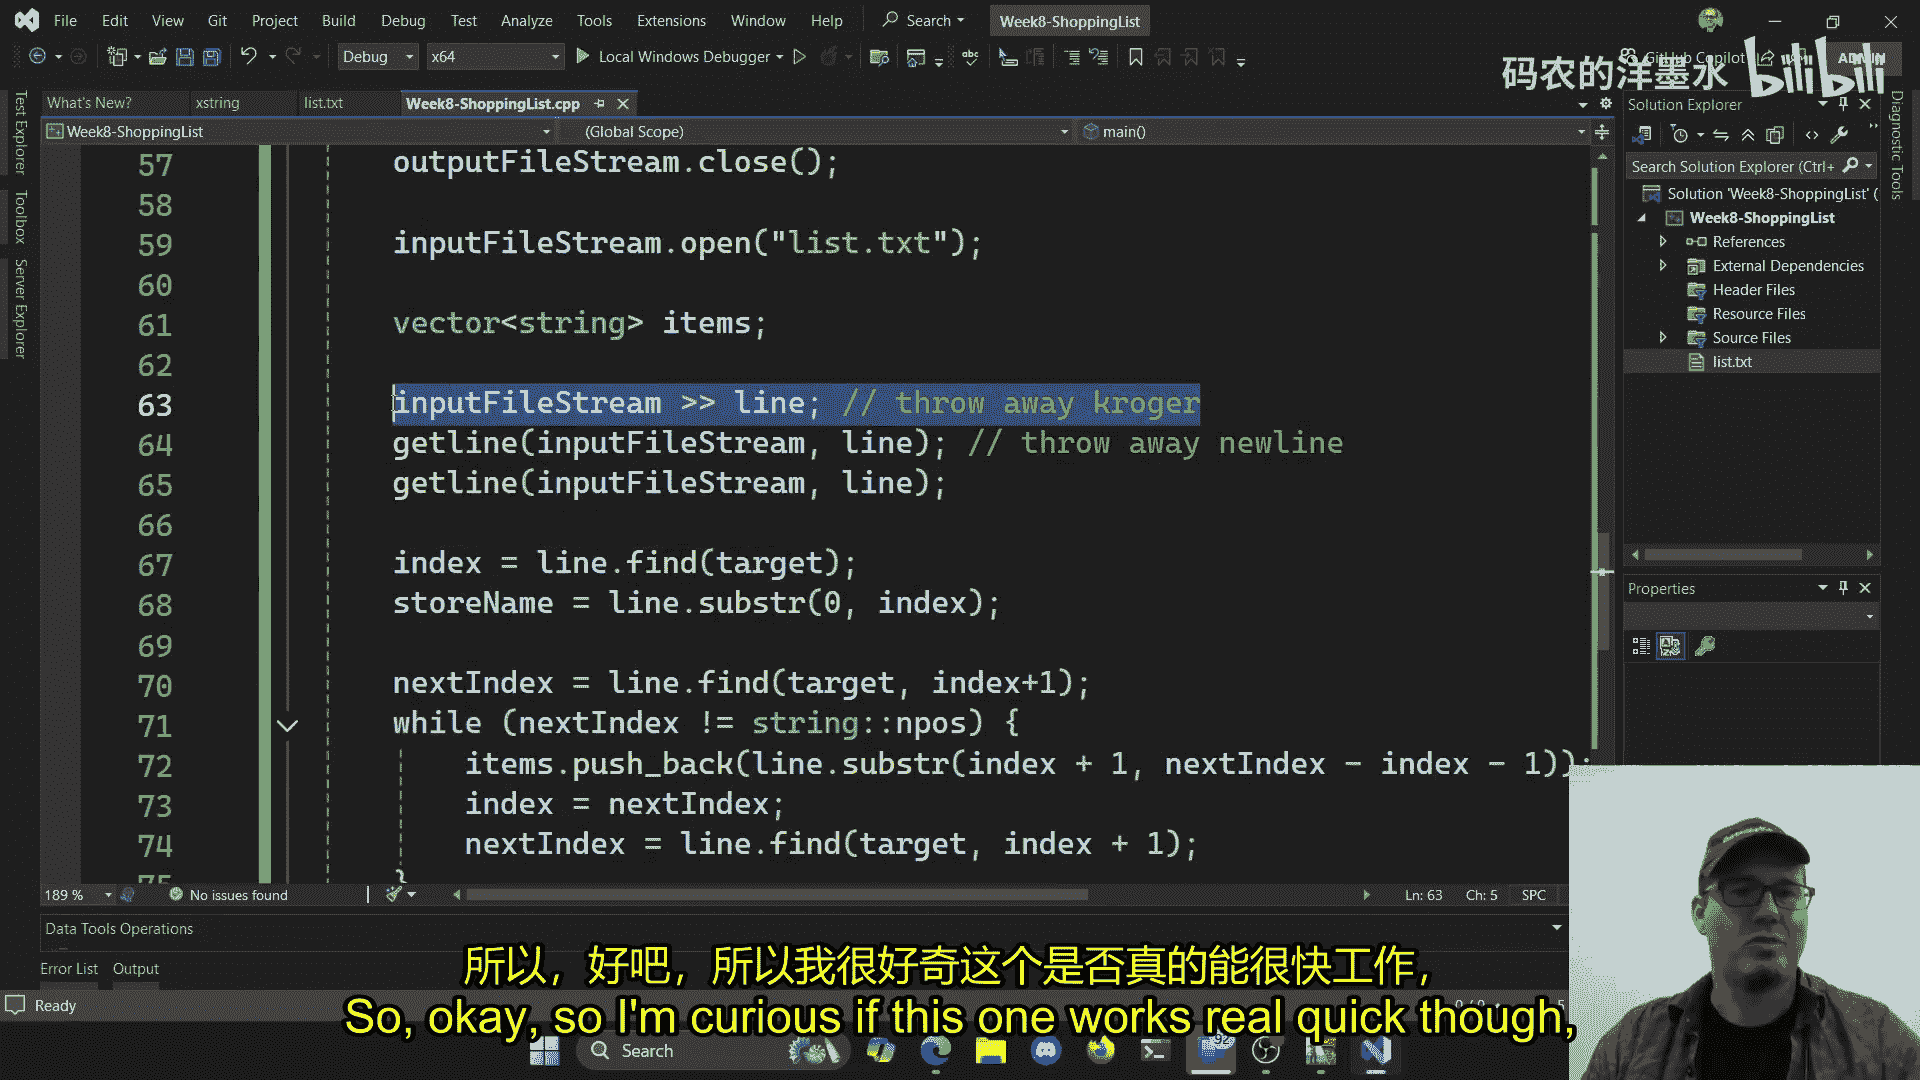 File Edit View Git Project Build Debug Test Analyze Tools Extensions Window Help Search Week8-ShoppingList
Debug x64 Local Windows Debugger GitHub Copilot
码农的洋墨水 bilibili
What's New? xstring list.txt Week8-ShoppingList.cpp
Week8-ShoppingList (Global Scope) main()
Test Explorer
Toolbox
Server Explorer
57 outputFileStream.close();
58
59 inputFileStream.open("list.txt");
60
61 vector<string> items;
62
63 inputFileStream >> line; // throw away kroger
64 getline(inputFileStream, line); // throw away newline
65 getline(inputFileStream, line);
66
67 index = line.find(target);
68 storeName = line.substr(0, index);
69
70 nextIndex = line.find(target, index+1);
71 while (nextIndex != string::npos) {
72 items.push_back(line.substr(index + 1, nextIndex - index - 1));
73 index = nextIndex;
74 nextIndex = line.find(target, index + 1);
75 }
189 % No issues found Ln: 63 Ch: 5 SPC
Data Tools Operations
Error List Output
Ready
Solution Explorer
Search Solution Explorer (Ctrl+
Solution 'Week8-ShoppingList' (
Week8-ShoppingList
References
External Dependencies
Header Files
Resource Files
Source Files
list.txt
Properties
Diagnostic Tools
所以，好吧，所以我很好奇这个是否真的能很快工作，
So, okay, so I'm curious if this one works real quick though,
Search